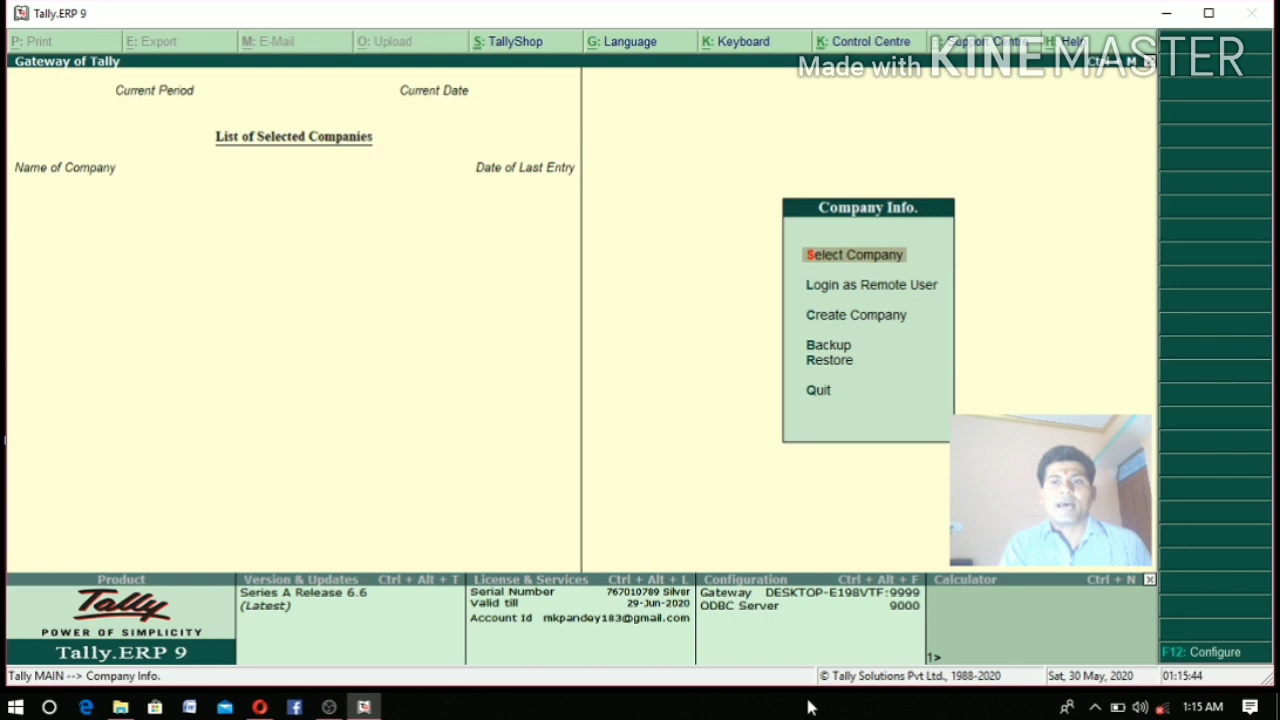 Tally.ERP 9
P: Print E: Export M: E-Mail O: Upload S: TallyShop G: Language K: Keyboard K: Control Centre Support Centre H: Help
Made with KINEMASTER
Gateway of Tally
Current Period Current Date
List of Selected Companies
Name of Company Date of Last Entry
Company Info.
Select Company
Login as Remote User
Create Company
Backup
Restore
Quit
Product
Tally
POWER OF SIMPLICITY
Tally.ERP 9
Version & Updates Ctrl + Alt + T
Series A Release 6.6
(Latest)
License & Services Ctrl + Alt + L
Serial Number 767010789 Silver
Valid till 29-Jun-2020
Account Id mkpandey183@gmail.com
Configuration Ctrl + Alt + F
Gateway DESKTOP-E198VTF:9999
ODBC Server 9000
Calculator Ctrl + N
1>
F12: Configure
Tally MAIN --> Company Info. © Tally Solutions Pvt Ltd., 1988-2020 Sat, 30 May, 2020 01:15:44
1:15 AM